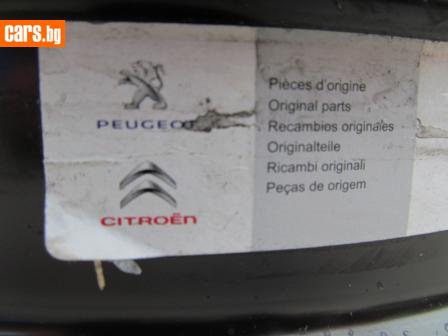 cars.bg
PEUGEOT
Pièces d'origine
Original parts
Recambios originales
Originalteile
Ricambi originali
Peças de origem
CITROËN